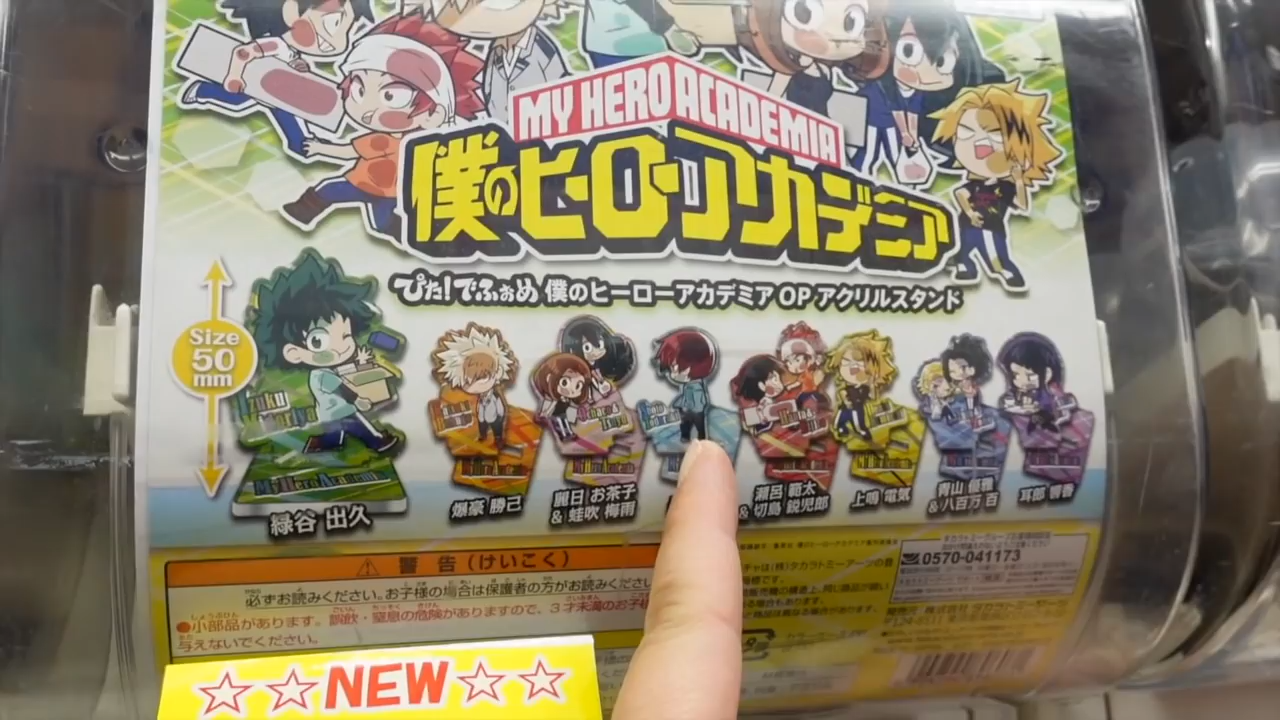 MY HERO ACADEMIA
僕のヒーローアカデミア
ぴた!でふぉめ 僕のヒーローアカデミア OP アクリルスタンド
Size
50
mm
Izuku
Midoriya
My Hero Academia
緑谷 出久
爆豪 勝己
麗日 お茶子
& 蛙吹 梅雨
瀬呂 範太
& 切島 鋭児郎
上鳴 電気
青山 優雅
& 八百万 百
耳郎 響香
警 告 (けいこく)
必ずお読みください。お子様の場合は保護者の方がお読みくださ
●小部品があります。誤飲・窒息の危険がありますので、3才未満のお子
与えないでください。
0570-041173
☆☆NEW☆☆